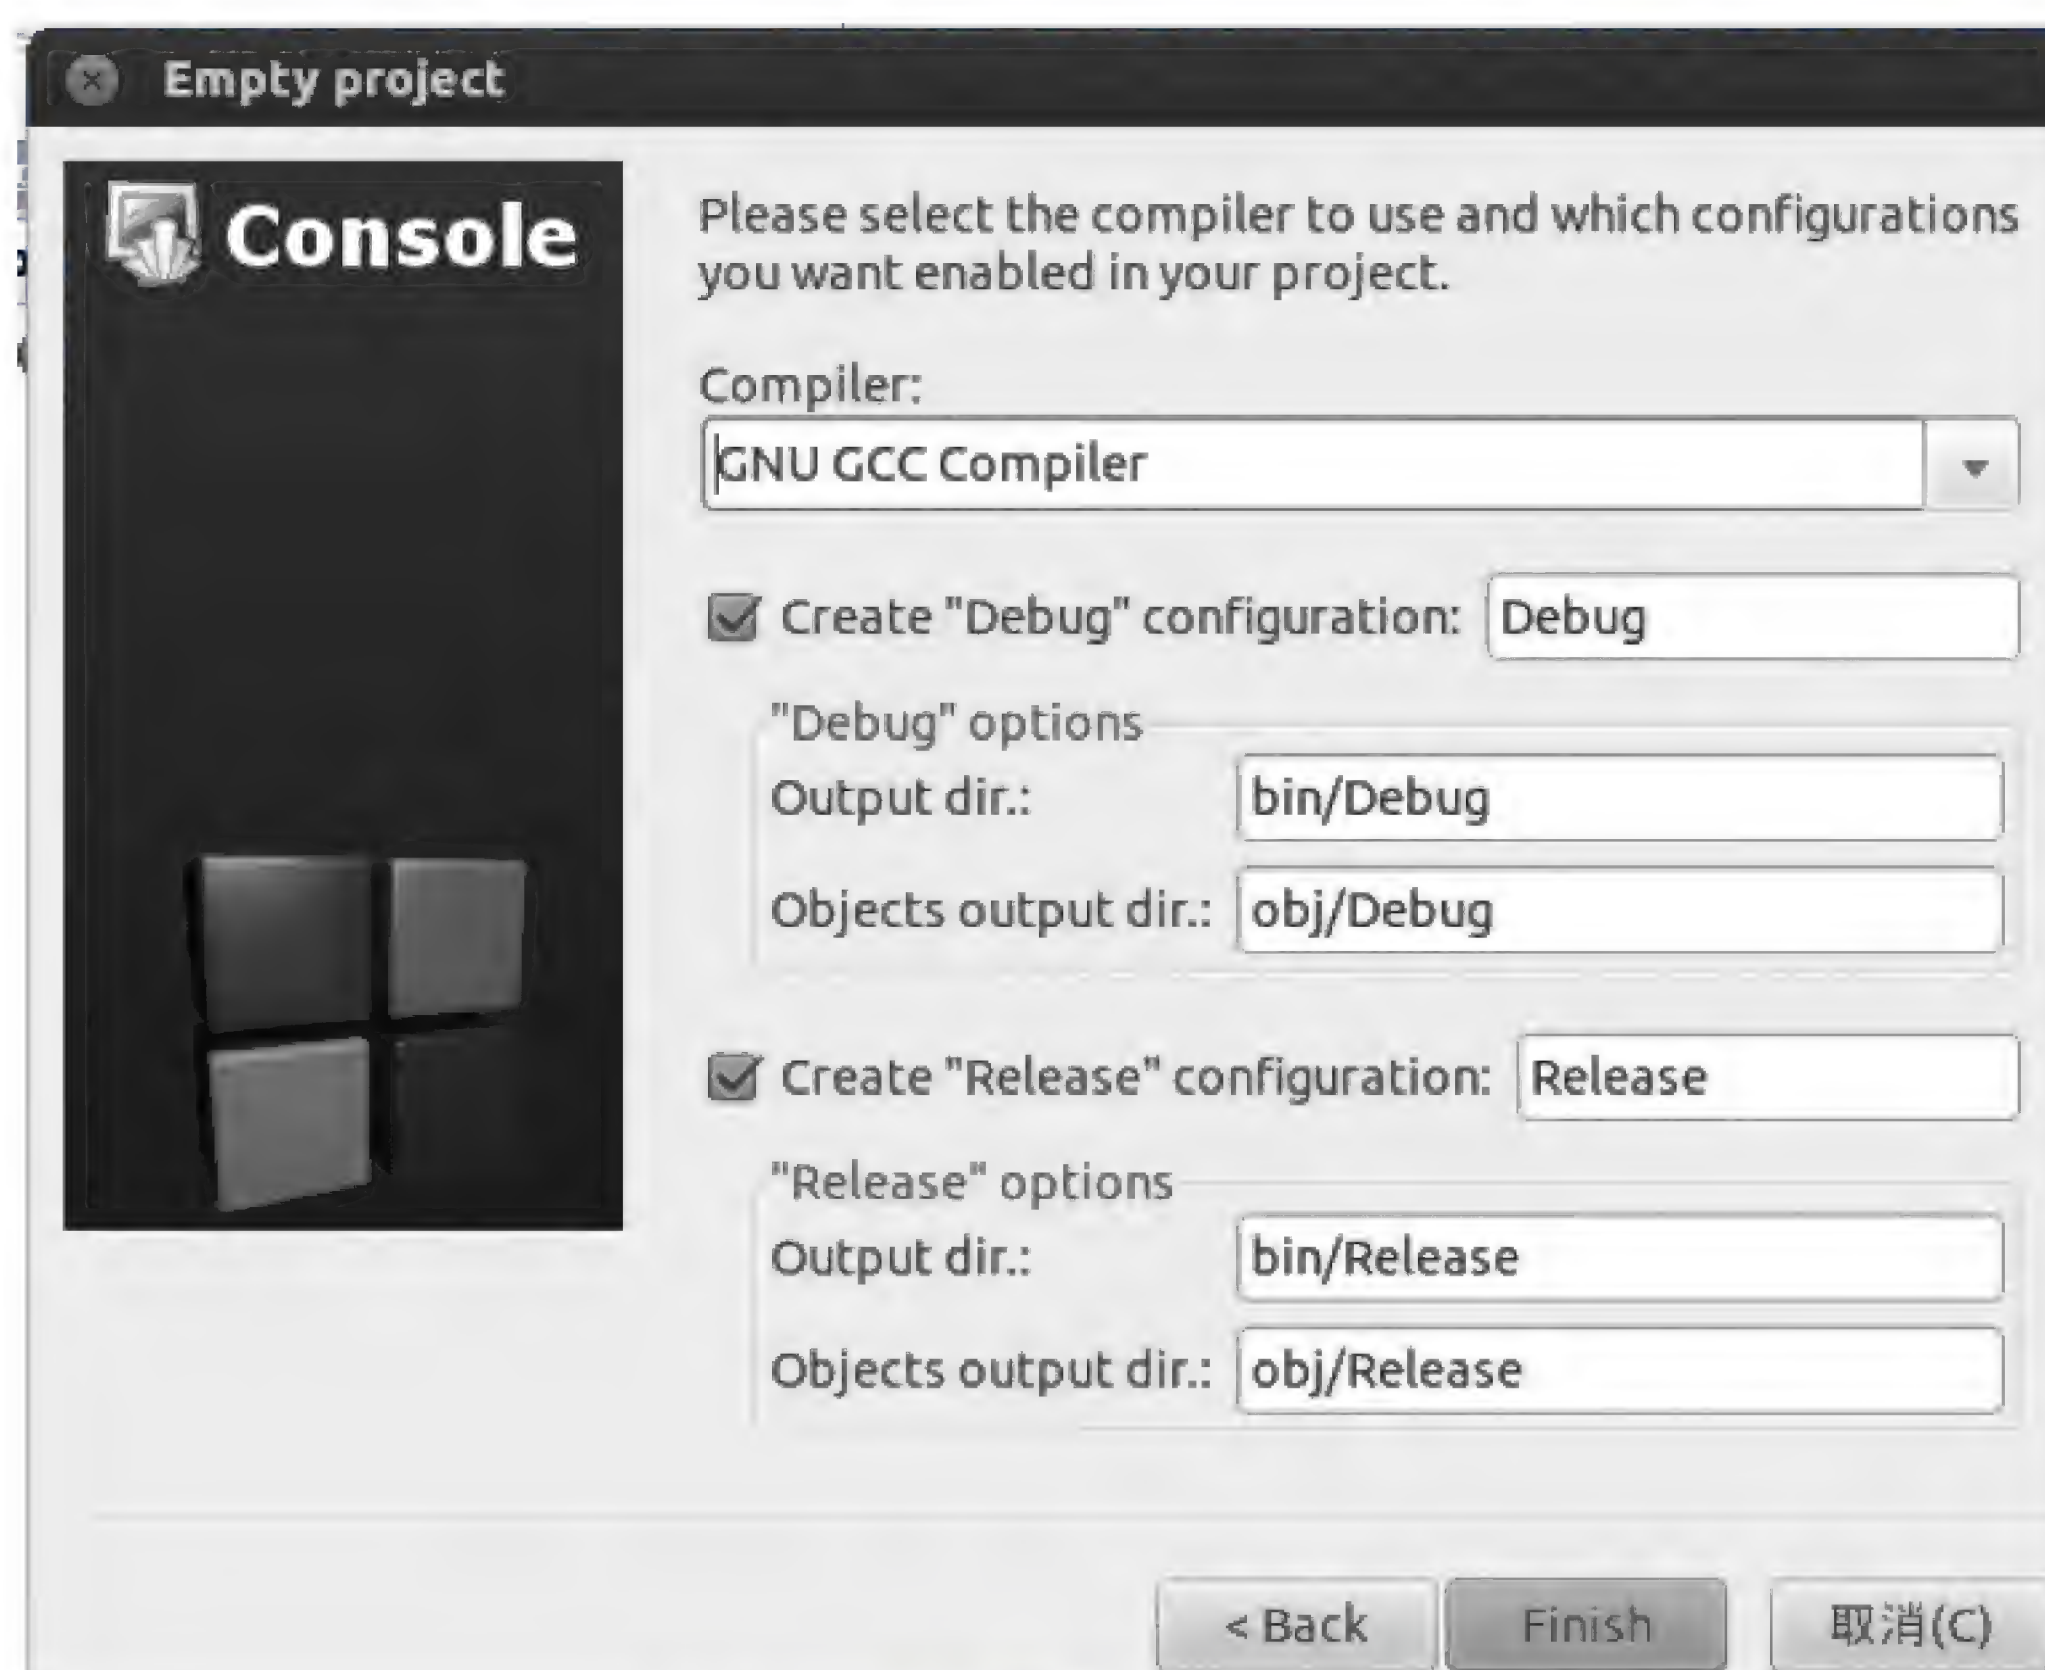 Empty project
Console
Please select the compiler to use and which configurations
you want enabled in your project.
Compiler:
GNU GCC Compiler
Create "Debug" configuration: Debug
"Debug" options
Output dir.: bin/Debug
Objects output dir.: obj/Debug
Create "Release" configuration: Release
"Release" options
Output dir.: bin/Release
Objects output dir.: obj/Release
< Back Finish 取消(C)